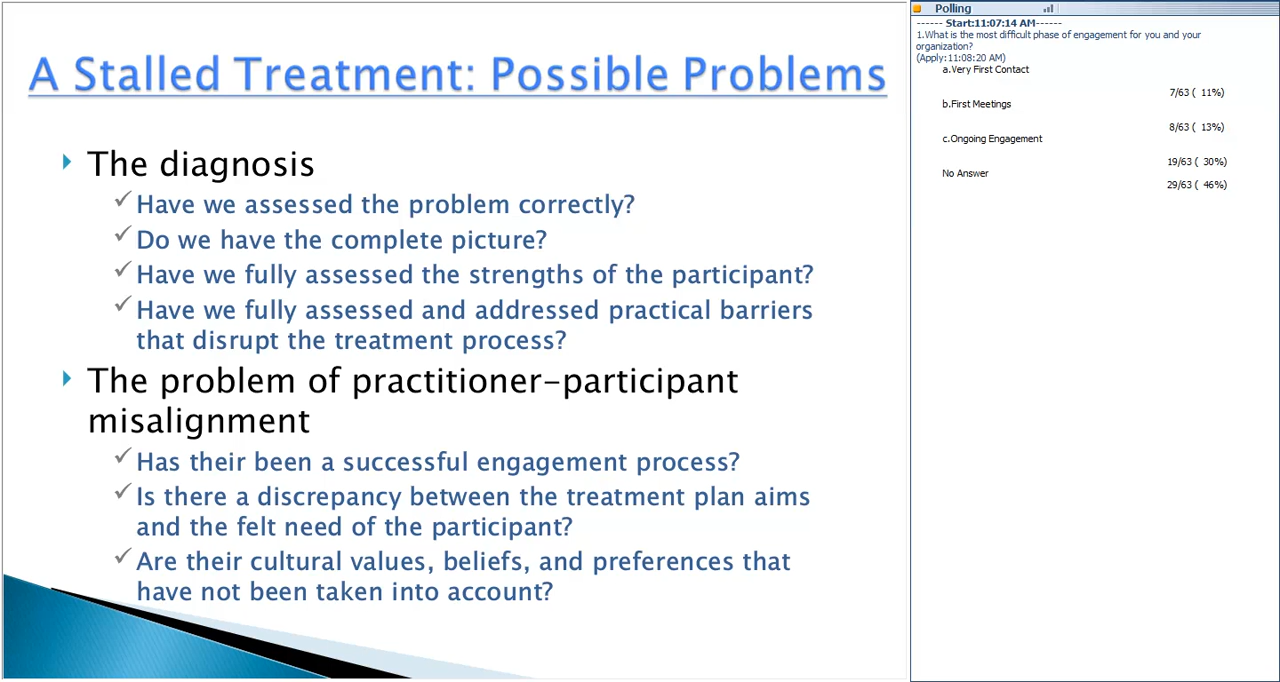 A Stalled Treatment: Possible Problems
The diagnosis
Have we assessed the problem correctly?
Do we have the complete picture?
Have we fully assessed the strengths of the participant?
Have we fully assessed and addressed practical barriers
that disrupt the treatment process?
The problem of practitioner-participant
misalignment
Has their been a successful engagement process?
Is there a discrepancy between the treatment plan aims
and the felt need of the participant?
Are their cultural values, beliefs, and preferences that
have not been taken into account?
Polling
------ Start:11:07:14 AM------
1.What is the most difficult phase of engagement for you and your
organization?
(Apply:11:08:20 AM)
a.Very First Contact
7/63 ( 11%)
b.First Meetings
8/63 ( 13%)
c.Ongoing Engagement
19/63 ( 30%)
No Answer
29/63 ( 46%)